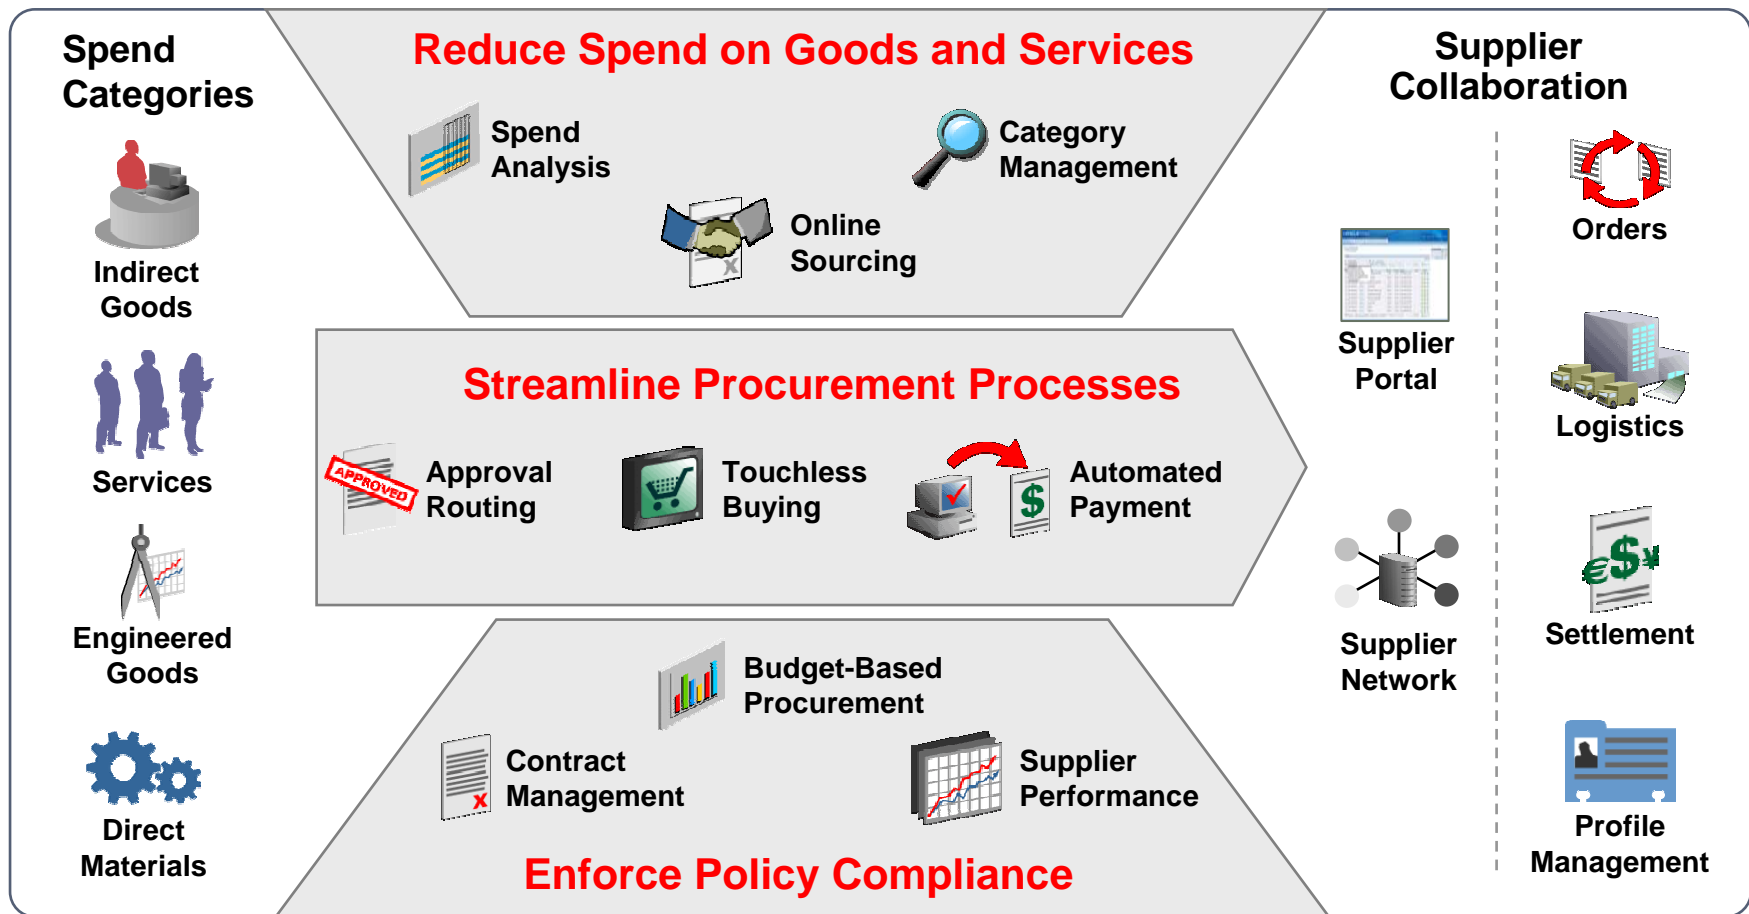 Spend
Categories
Indirect
Goods
Services
Engineered
Goods
Direct
Materials
Reduce Spend on Goods and Services
Spend
Analysis
Category
Management
Online
Sourcing
X
Streamline Procurement Processes
APPROVED
Approval
Routing
Touchless
Buying
$
Automated
Payment
Budget-Based
Procurement
X
Contract
Management
Supplier
Performance
Enforce Policy Compliance
Supplier
Collaboration
Supplier
Portal
Supplier
Network
Orders
Logistics
€$¥
Settlement
Profile
Management